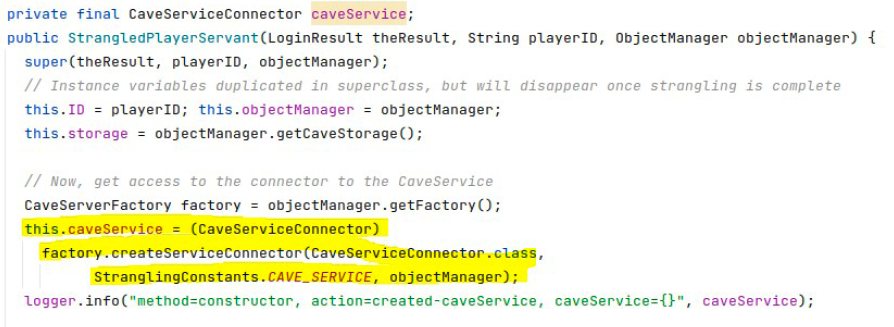 private final CaveServiceConnector caveService;
public StrangledPlayerServant(LoginResult theResult, String playerID, ObjectManager objectManager) {
super(theResult, playerID, objectManager);
// Instance variables duplicated in superclass, but will disappear once strangling is complete
this.ID = playerID; this.objectManager = objectManager;
this.storage = objectManager.getCaveStorage();
// Now, get access to the connector to the CaveService
CaveServerFactory factory = objectManager.getFactory();
this.caveService = (CaveServiceConnector)
factory.createServiceConnector(CaveServiceConnector.class,
StranglingConstants.CAVE_SERVICE, objectManager);
logger.info("method=constructor, action=created-caveService, caveService={}", caveService);